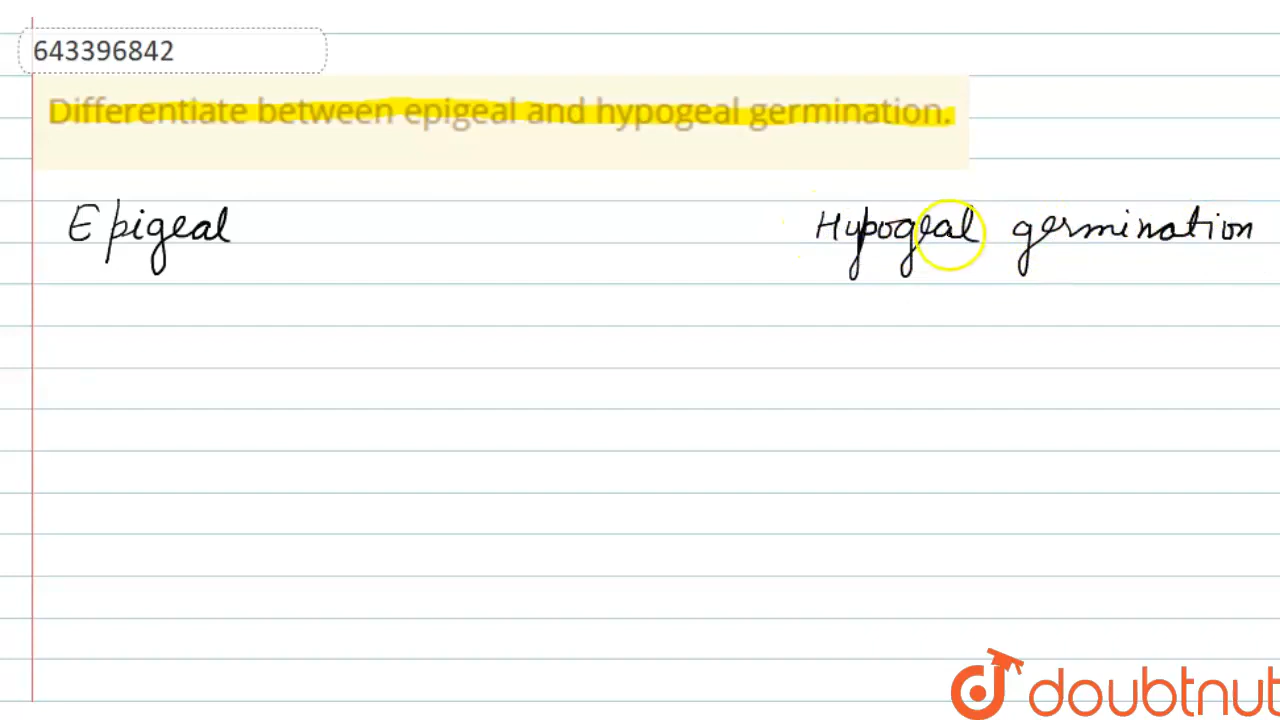 643396842
Differentiate between epigeal and hypogeal germination.
Epigeal Hypogeal germination
doubtnut